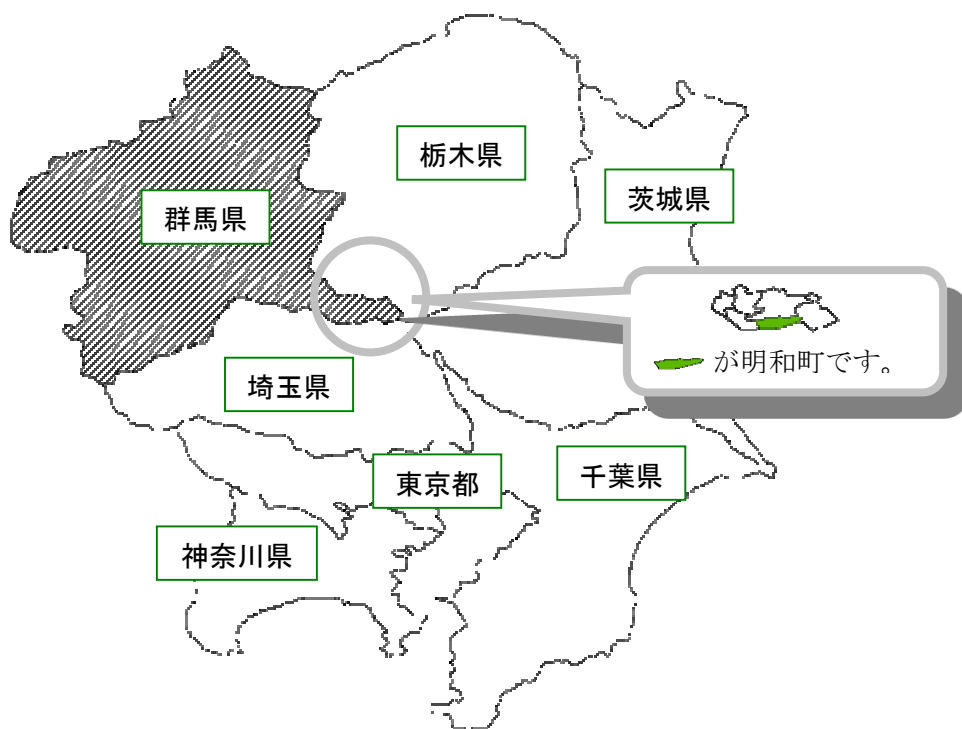 栃木県
茨城県
群馬県
が明和町です。
埼玉県
東京都
千葉県
神奈川県